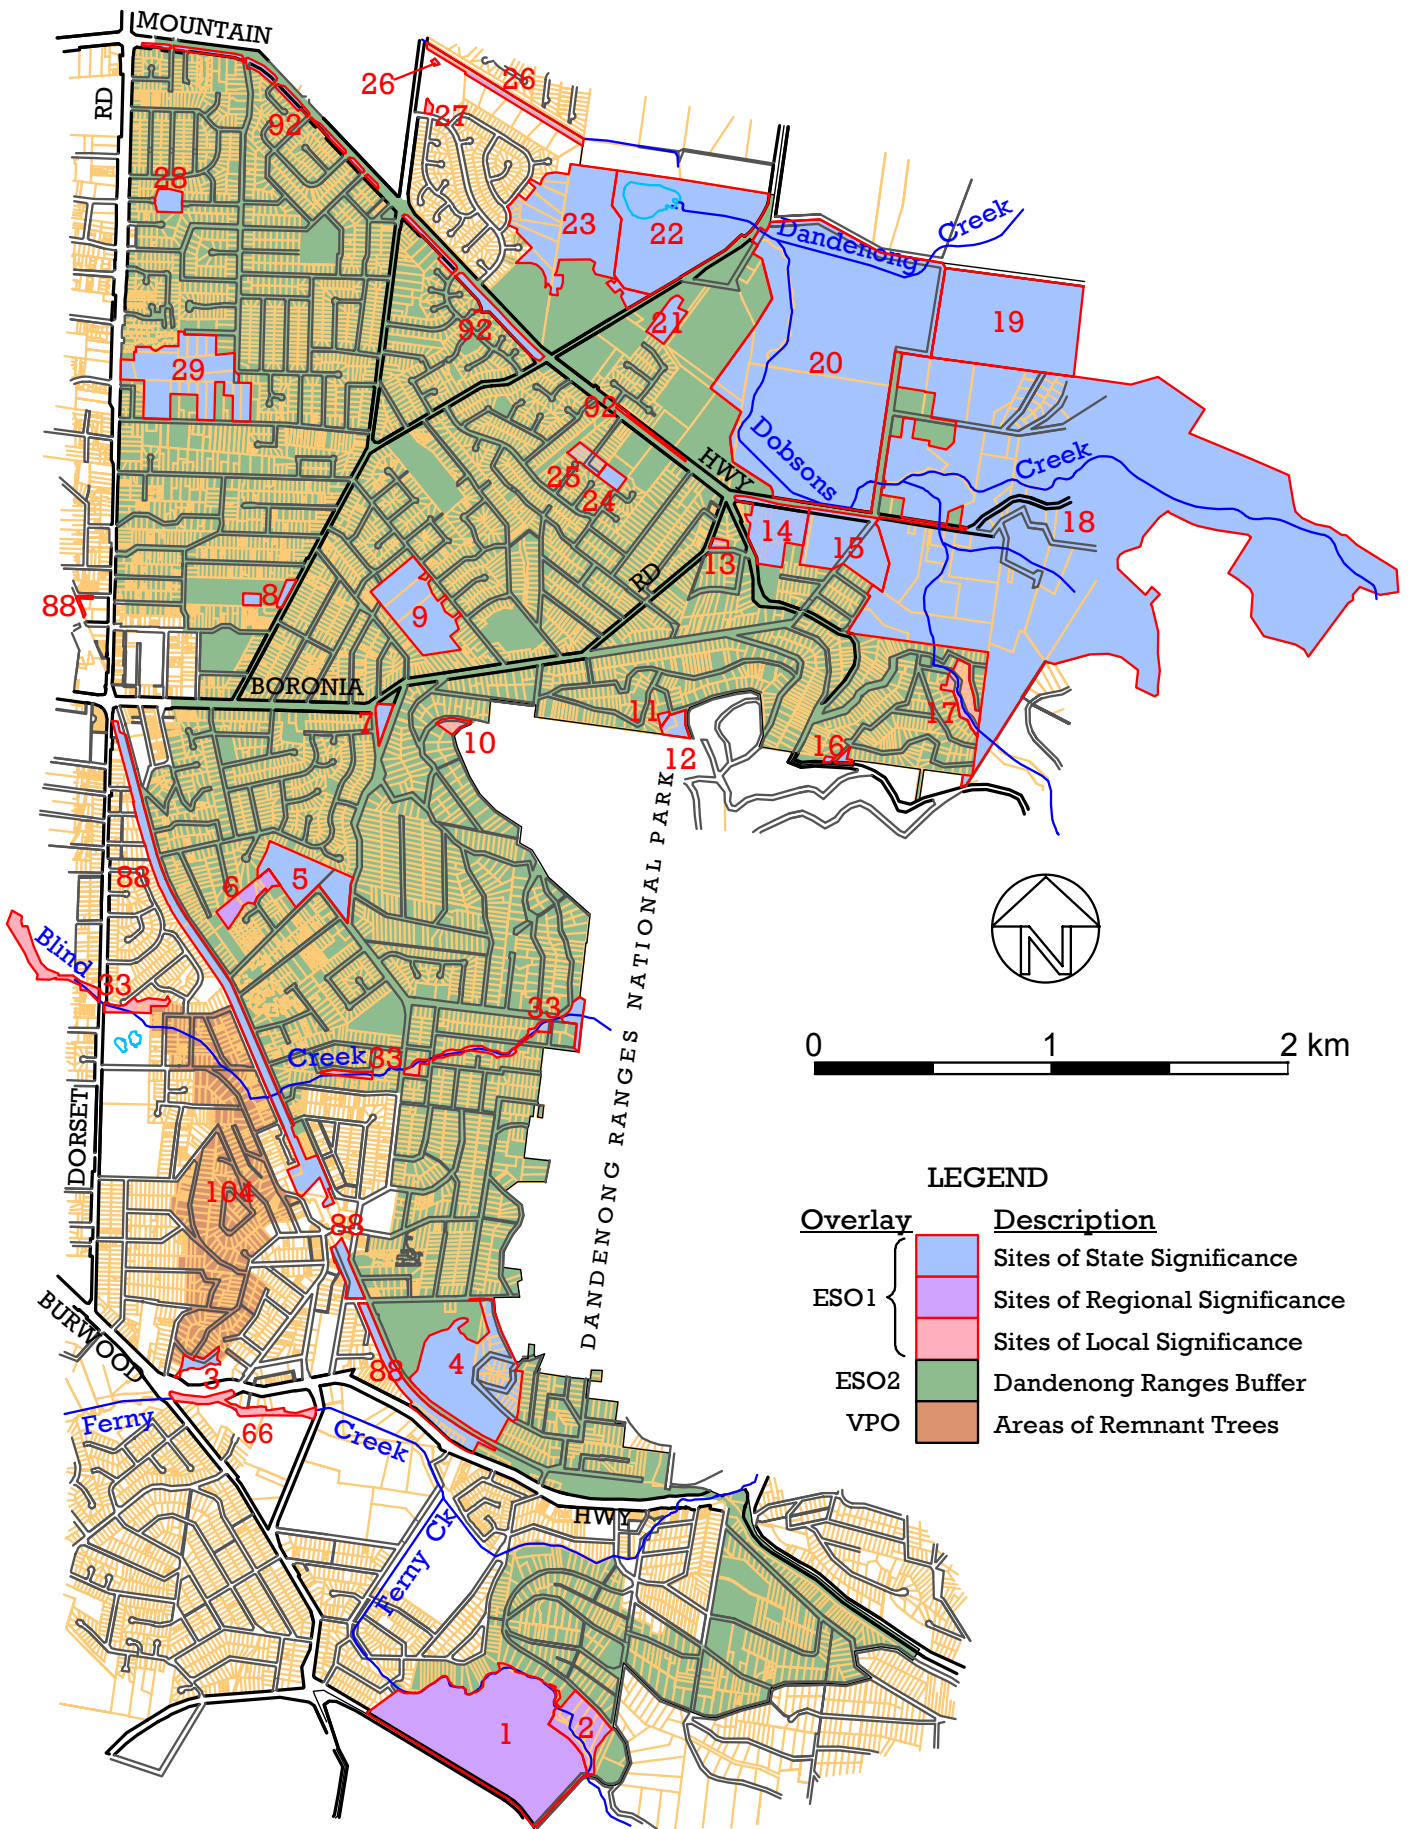 MOUNTAIN
RD
26
26
27
92
28
23
22
Dandenong
Creek
21
19
20
92
29
92
HWY
Dobsons
Creek
25
24
18
14
15
13
RD
88
8
9
BORONIA
7
10
11
12
17
16
88
6
5
Blind
33
33
Creek
33
DANDENONG RANGES NATIONAL PARK
N
0 1 2 km
DORSET
104
88
BURWOOD
3
88
4
66
Ferny
Creek
HWY
Ferny Ck
1
2
LEGEND
Overlay Description
Sites of State Significance
ESO1 Sites of Regional Significance
Sites of Local Significance
ESO2 Dandenong Ranges Buffer
VPO Areas of Remnant Trees